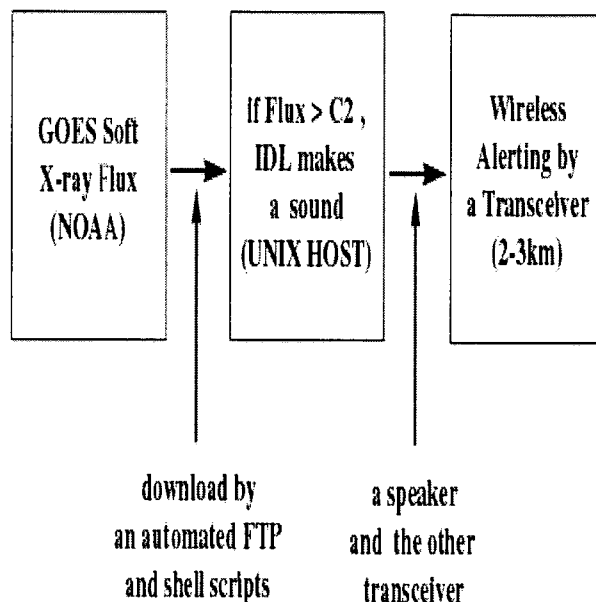 GOES Soft
X-ray Flux
(NOAA)
if Flux > C2 ,
IDL makes
a sound
(UNIX HOST)
Wireless
Alerting by
a Transceiver
(2-3km)
download by
an automated FTP
and shell scripts
a speaker
and the other
transceiver